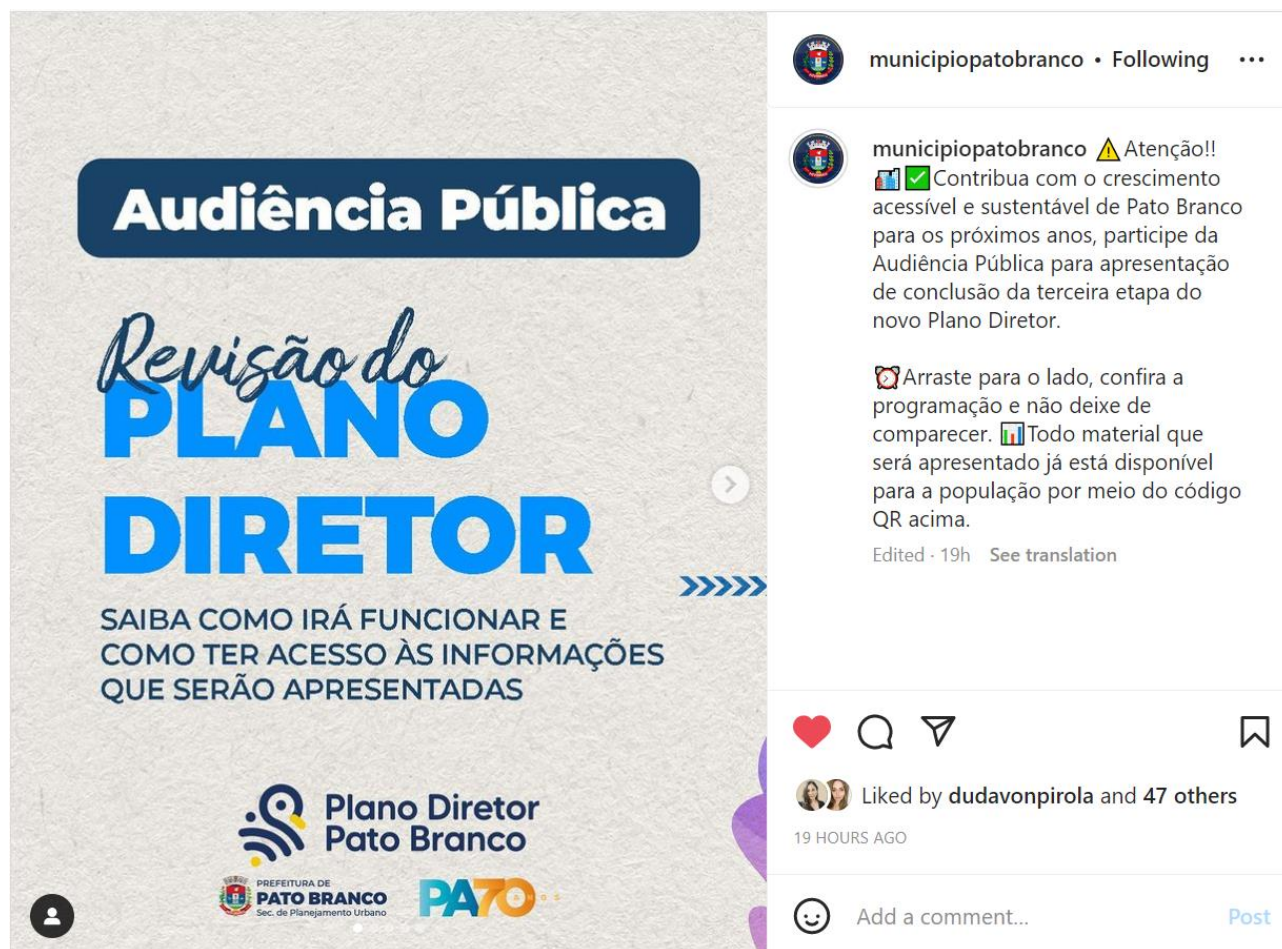 Audiência Pública
Revisão do
PLANO
DIRETOR
SAIBA COMO IRÁ FUNCIONAR E
COMO TER ACESSO ÀS INFORMAÇÕES
QUE SERÃO APRESENTADAS
Plano Diretor
Pato Branco
PREFEITURA DE
PATO BRANCO
Sec. de Planejamento Urbano
PA70
ANOS
municipiopatobranco • Following
municipiopatobranco ⚠️Atenção!!
🏙️✅Contribua com o crescimento
acessível e sustentável de Pato Branco
para os próximos anos, participe da
Audiência Pública para apresentação
de conclusão da terceira etapa do
novo Plano Diretor.
⏰Arraste para o lado, confira a
programação e não deixe de
comparecer. 📊Todo material que
será apresentado já está disponível
para a população por meio do código
QR acima.
Edited · 19h See translation
Liked by dudavonpirola and 47 others
19 HOURS AGO
Add a comment... Post